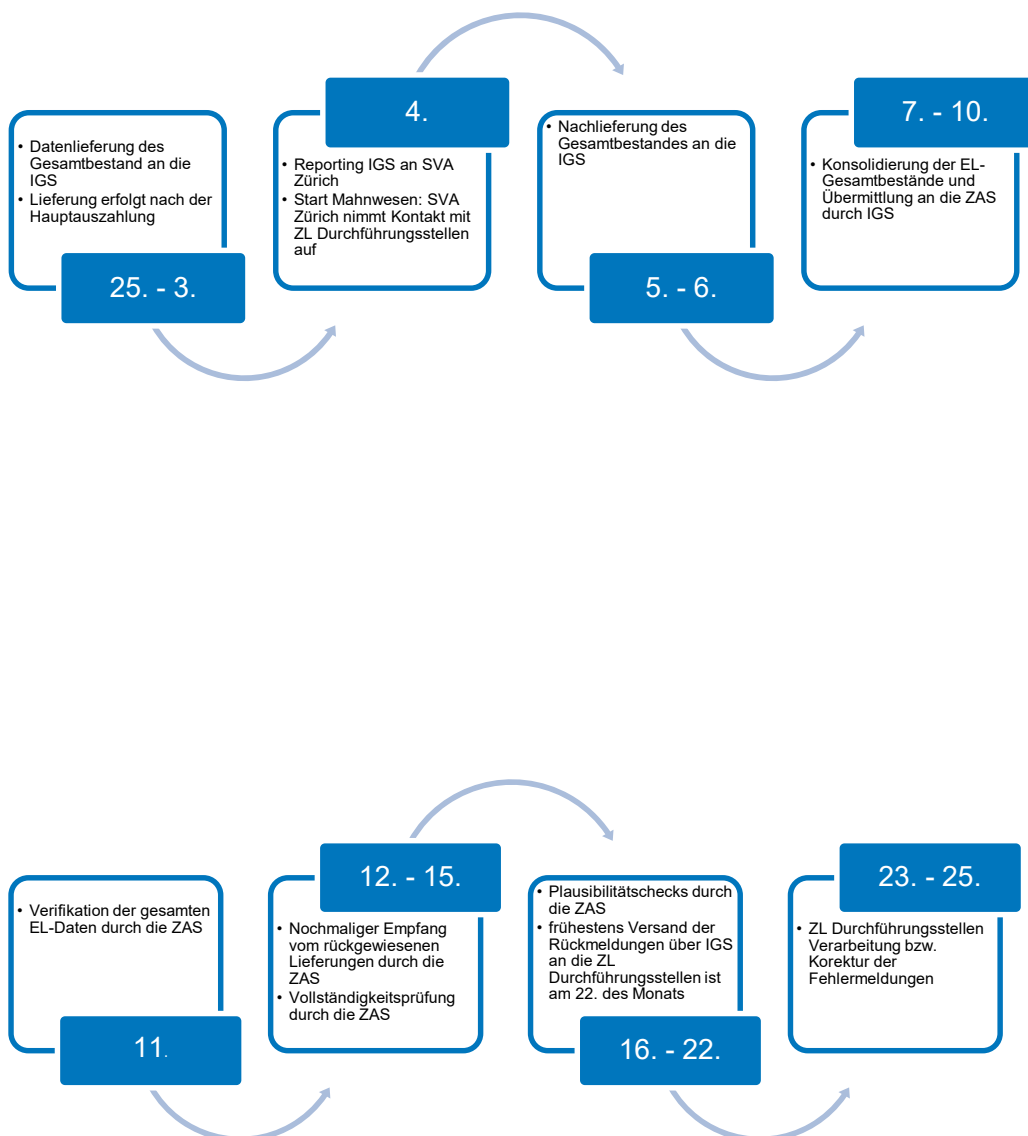 • Datenlieferung des
Gesamtbestand an die
IGS
• Lieferung erfolgt nach der
Hauptauszahlung
25. - 3.
4.
• Reporting IGS an SVA
Zürich
• Start Mahnwesen: SVA
Zürich nimmt Kontakt mit
ZL Durchführungsstellen
auf
• Nachlieferung des
Gesamtbestandes an die
IGS
5. - 6.
7. - 10.
• Konsolidierung der EL-
Gesamtbestände und
Übermittlung an die ZAS
durch IGS
• Verifikation der gesamten
EL-Daten durch die ZAS
11.
12. - 15.
• Nochmaliger Empfang
vom rückgewiesenen
Lieferungen durch die
ZAS
• Vollständigkeitsprüfung
durch die ZAS
• Plausibilitätschecks durch
die ZAS
• frühestens Versand der
Rückmeldungen über IGS
an die ZL
Durchführungsstellen ist
am 22. des Monats
16. - 22.
23. - 25.
• ZL Durchführungsstellen
Verarbeitung bzw.
Korektur der
Fehlermeldungen